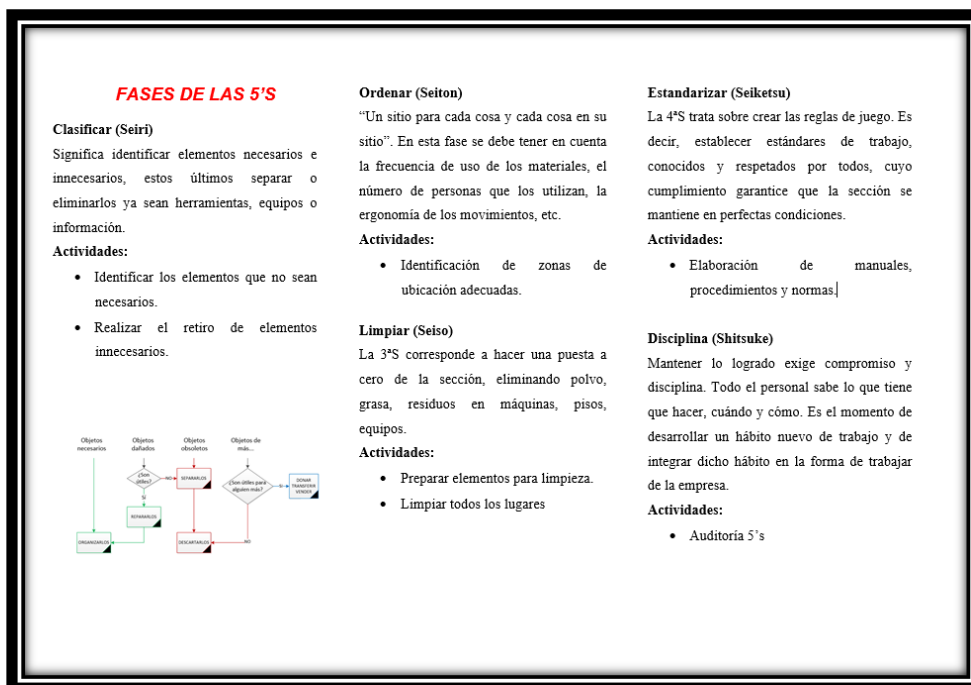 FASES DE LAS 5'S
Clasificar (Seiri)
Significa identificar elementos necesarios e
innecesarios, estos últimos separar o
eliminarlos ya sean herramientas, equipos o
información.
Actividades:
• Identificar los elementos que no sean
necesarios.
• Realizar el retiro de elementos
innecesarios.
Objetos
necesarios
Objetos
dañados
Objetos
obsoletos
Objetos de
más...
¿Son
útiles?
NO
SEPARARLOS
¿Son útiles para
alguien más?
SI
DONAR
TRANSFERIR
VENDER
SI
REPARARLOS
ORGANIZARLOS
DESCARTARLOS
NO
Ordenar (Seiton)
“Un sitio para cada cosa y cada cosa en su
sitio”. En esta fase se debe tener en cuenta
la frecuencia de uso de los materiales, el
número de personas que los utilizan, la
ergonomía de los movimientos, etc.
Actividades:
• Identificación de zonas de
ubicación adecuadas.
Limpiar (Seiso)
La 3ªS corresponde a hacer una puesta a
cero de la sección, eliminando polvo,
grasa, residuos en máquinas, pisos,
equipos.
Actividades:
• Preparar elementos para limpieza.
• Limpiar todos los lugares
Estandarizar (Seiketsu)
La 4ªS trata sobre crear las reglas de juego. Es
decir, establecer estándares de trabajo,
conocidos y respetados por todos, cuyo
cumplimiento garantice que la sección se
mantiene en perfectas condiciones.
Actividades:
• Elaboración de manuales,
procedimientos y normas.
Disciplina (Shitsuke)
Mantener lo logrado exige compromiso y
disciplina. Todo el personal sabe lo que tiene
que hacer, cuándo y cómo. Es el momento de
desarrollar un hábito nuevo de trabajo y de
integrar dicho hábito en la forma de trabajar
de la empresa.
Actividades:
• Auditoría 5’s